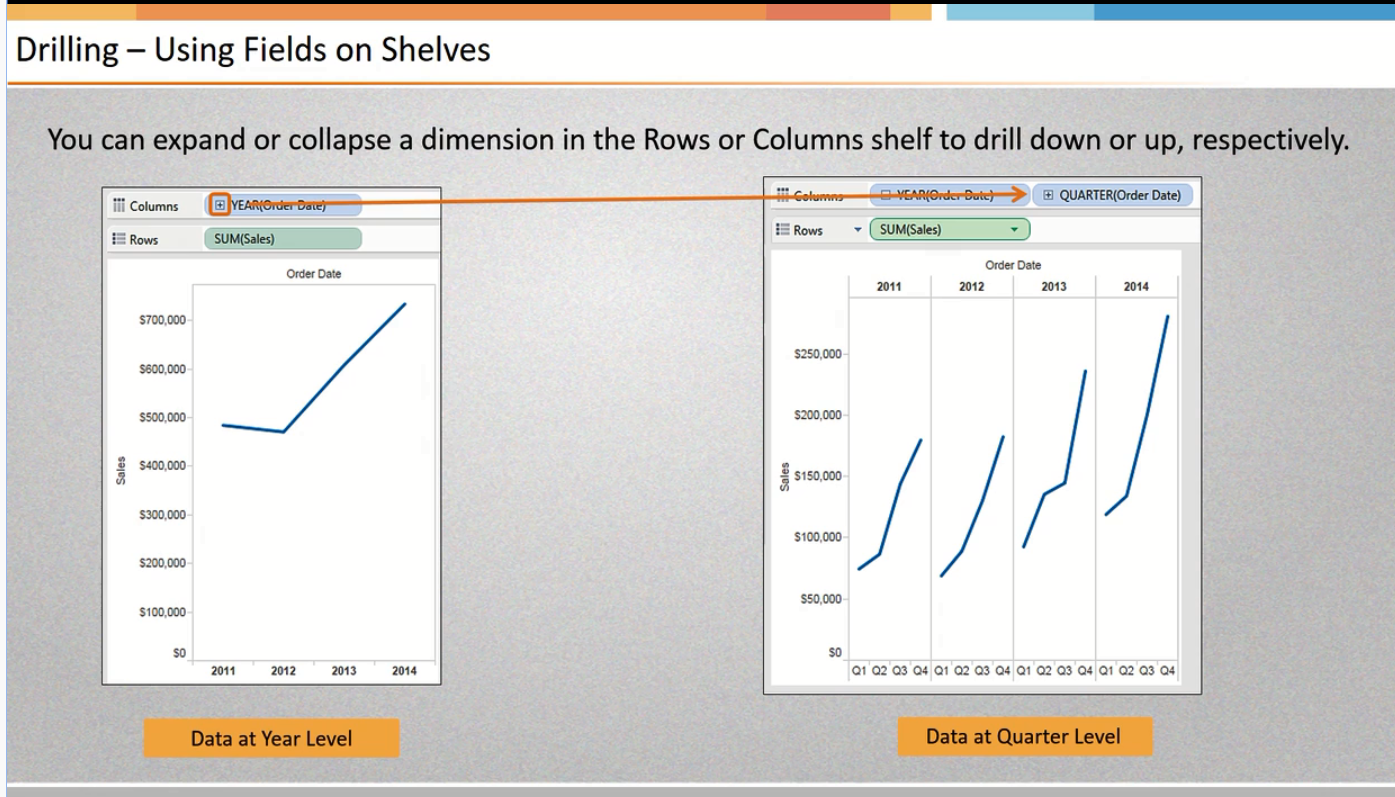 Drilling – Using Fields on Shelves
You can expand or collapse a dimension in the Rows or Columns shelf to drill down or up, respectively.
Columns
YEAR(Order Date)
Rows
SUM(Sales)
Order Date
$700,000
$600,000
$500,000
$400,000
$300,000
$200,000
$100,000
$0
Sales
2011 2012 2013 2014
Data at Year Level
Columns
YEAR(Order Date)
QUARTER(Order Date)
Rows
SUM(Sales)
Order Date
2011 2012 2013 2014
$250,000
$200,000
$150,000
$100,000
$50,000
$0
Sales
Q1 Q2 Q3 Q4 Q1 Q2 Q3 Q4 Q1 Q2 Q3 Q4 Q1 Q2 Q3 Q4
Data at Quarter Level